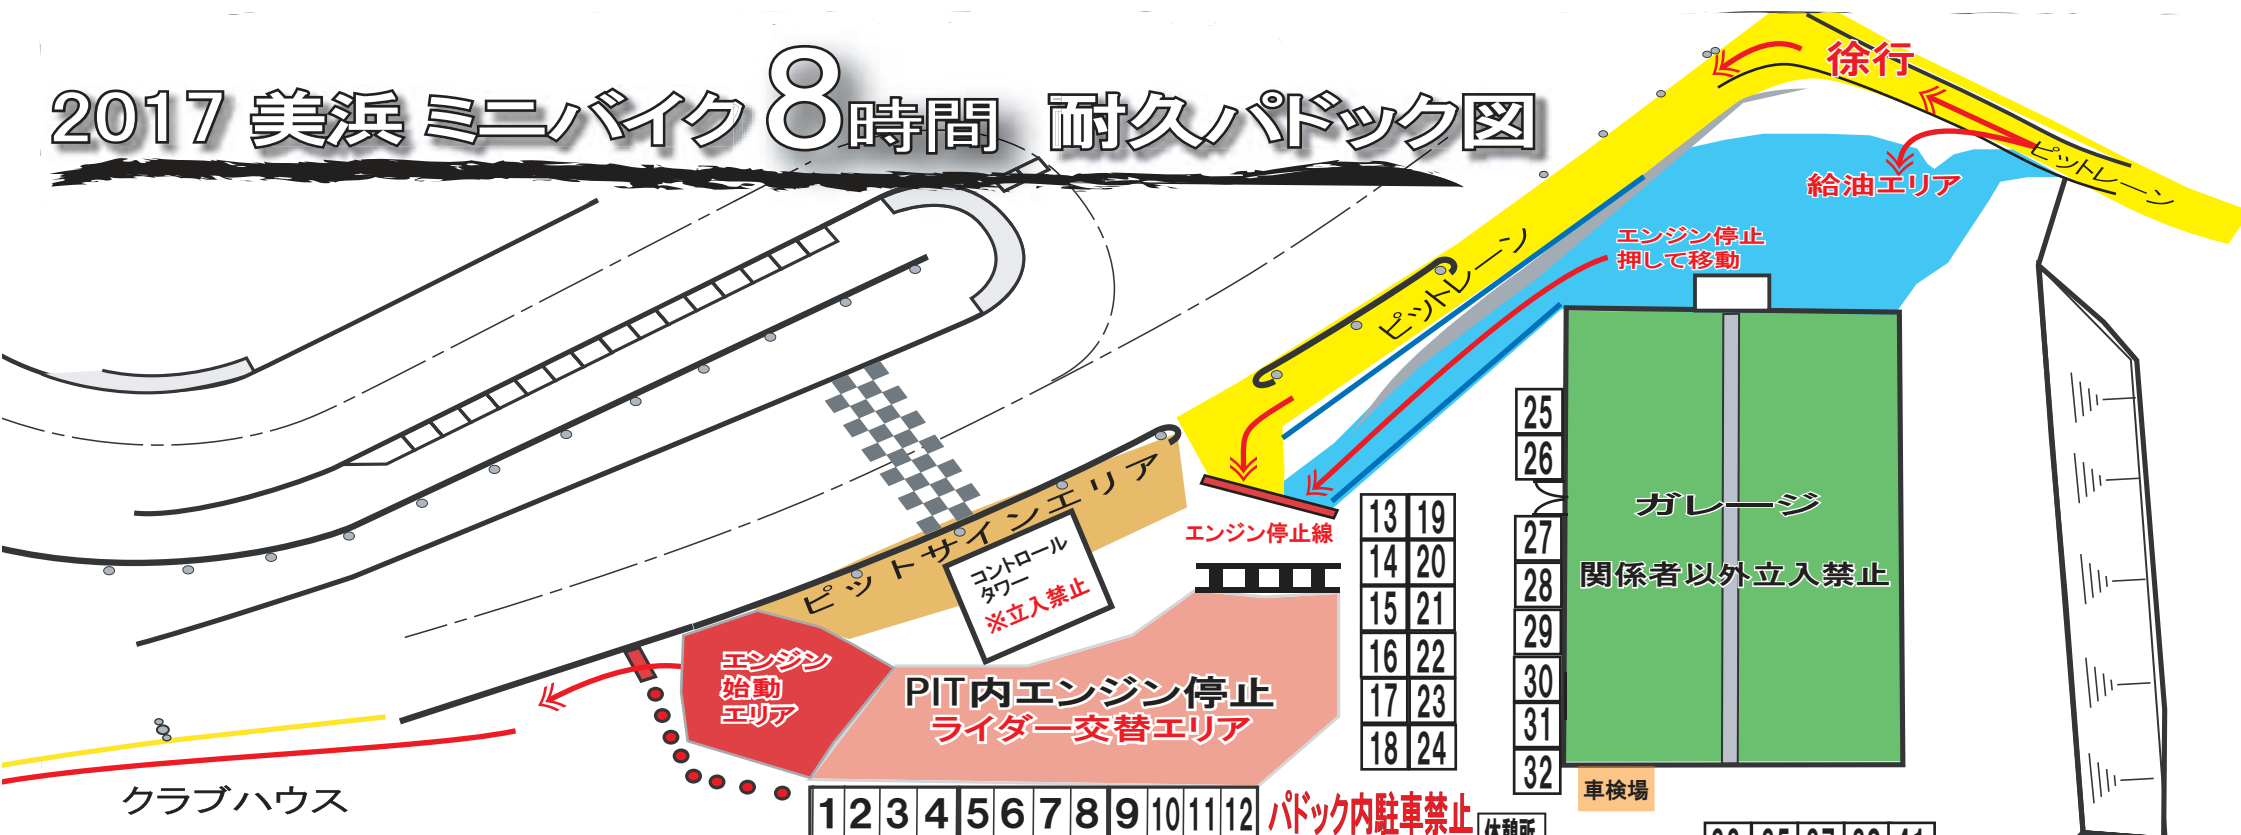 2017 美浜 ミニバイク 8時間 耐久パドック図
徐行
ピットレーン
給油エリア
エンジン停止
押して移動
ピットレーン
ピットサインエリア
コントロール
タワー
※立入禁止
エンジン停止線
エンジン
始動
エリア
PIT内エンジン停止
ライダー交替エリア
13 19
14 20
15 21
16 22
17 23
18 24
25
26
27
28
29
30
31
32
ガレージ
関係者以外立入禁止
車検場
クラブハウス
1 2 3 4 5 6 7 8 9 10 11 12
パドック内駐車禁止
休憩所